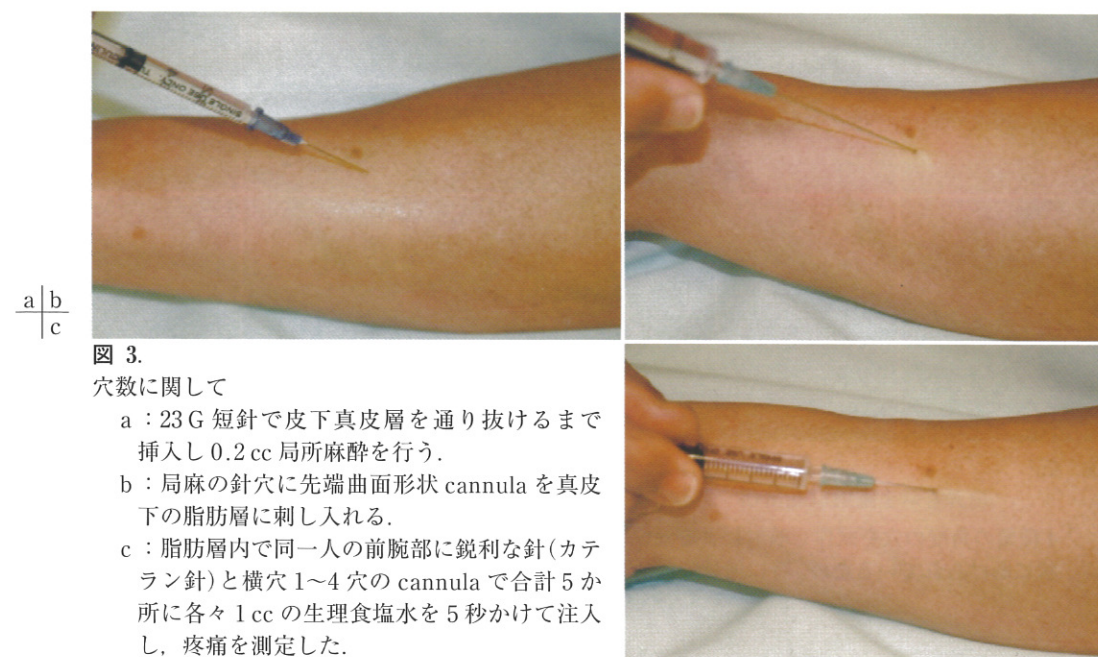 a b
c
図 3.
穴数に関して
a:23 G 短針で皮下真皮層を通り抜けるまで
挿入し 0.2 cc 局所麻酔を行う.
b:局麻の針穴に先端曲面形状 cannula を真皮
下の脂肪層に刺し入れる.
c:脂肪層内で同一人の前腕部に鋭利な針(カテ
ラン針)と横穴 1〜4 穴の cannula で合計 5 か
所に各々 1 cc の生理食塩水を 5 秒かけて注入
し,疼痛を測定した.